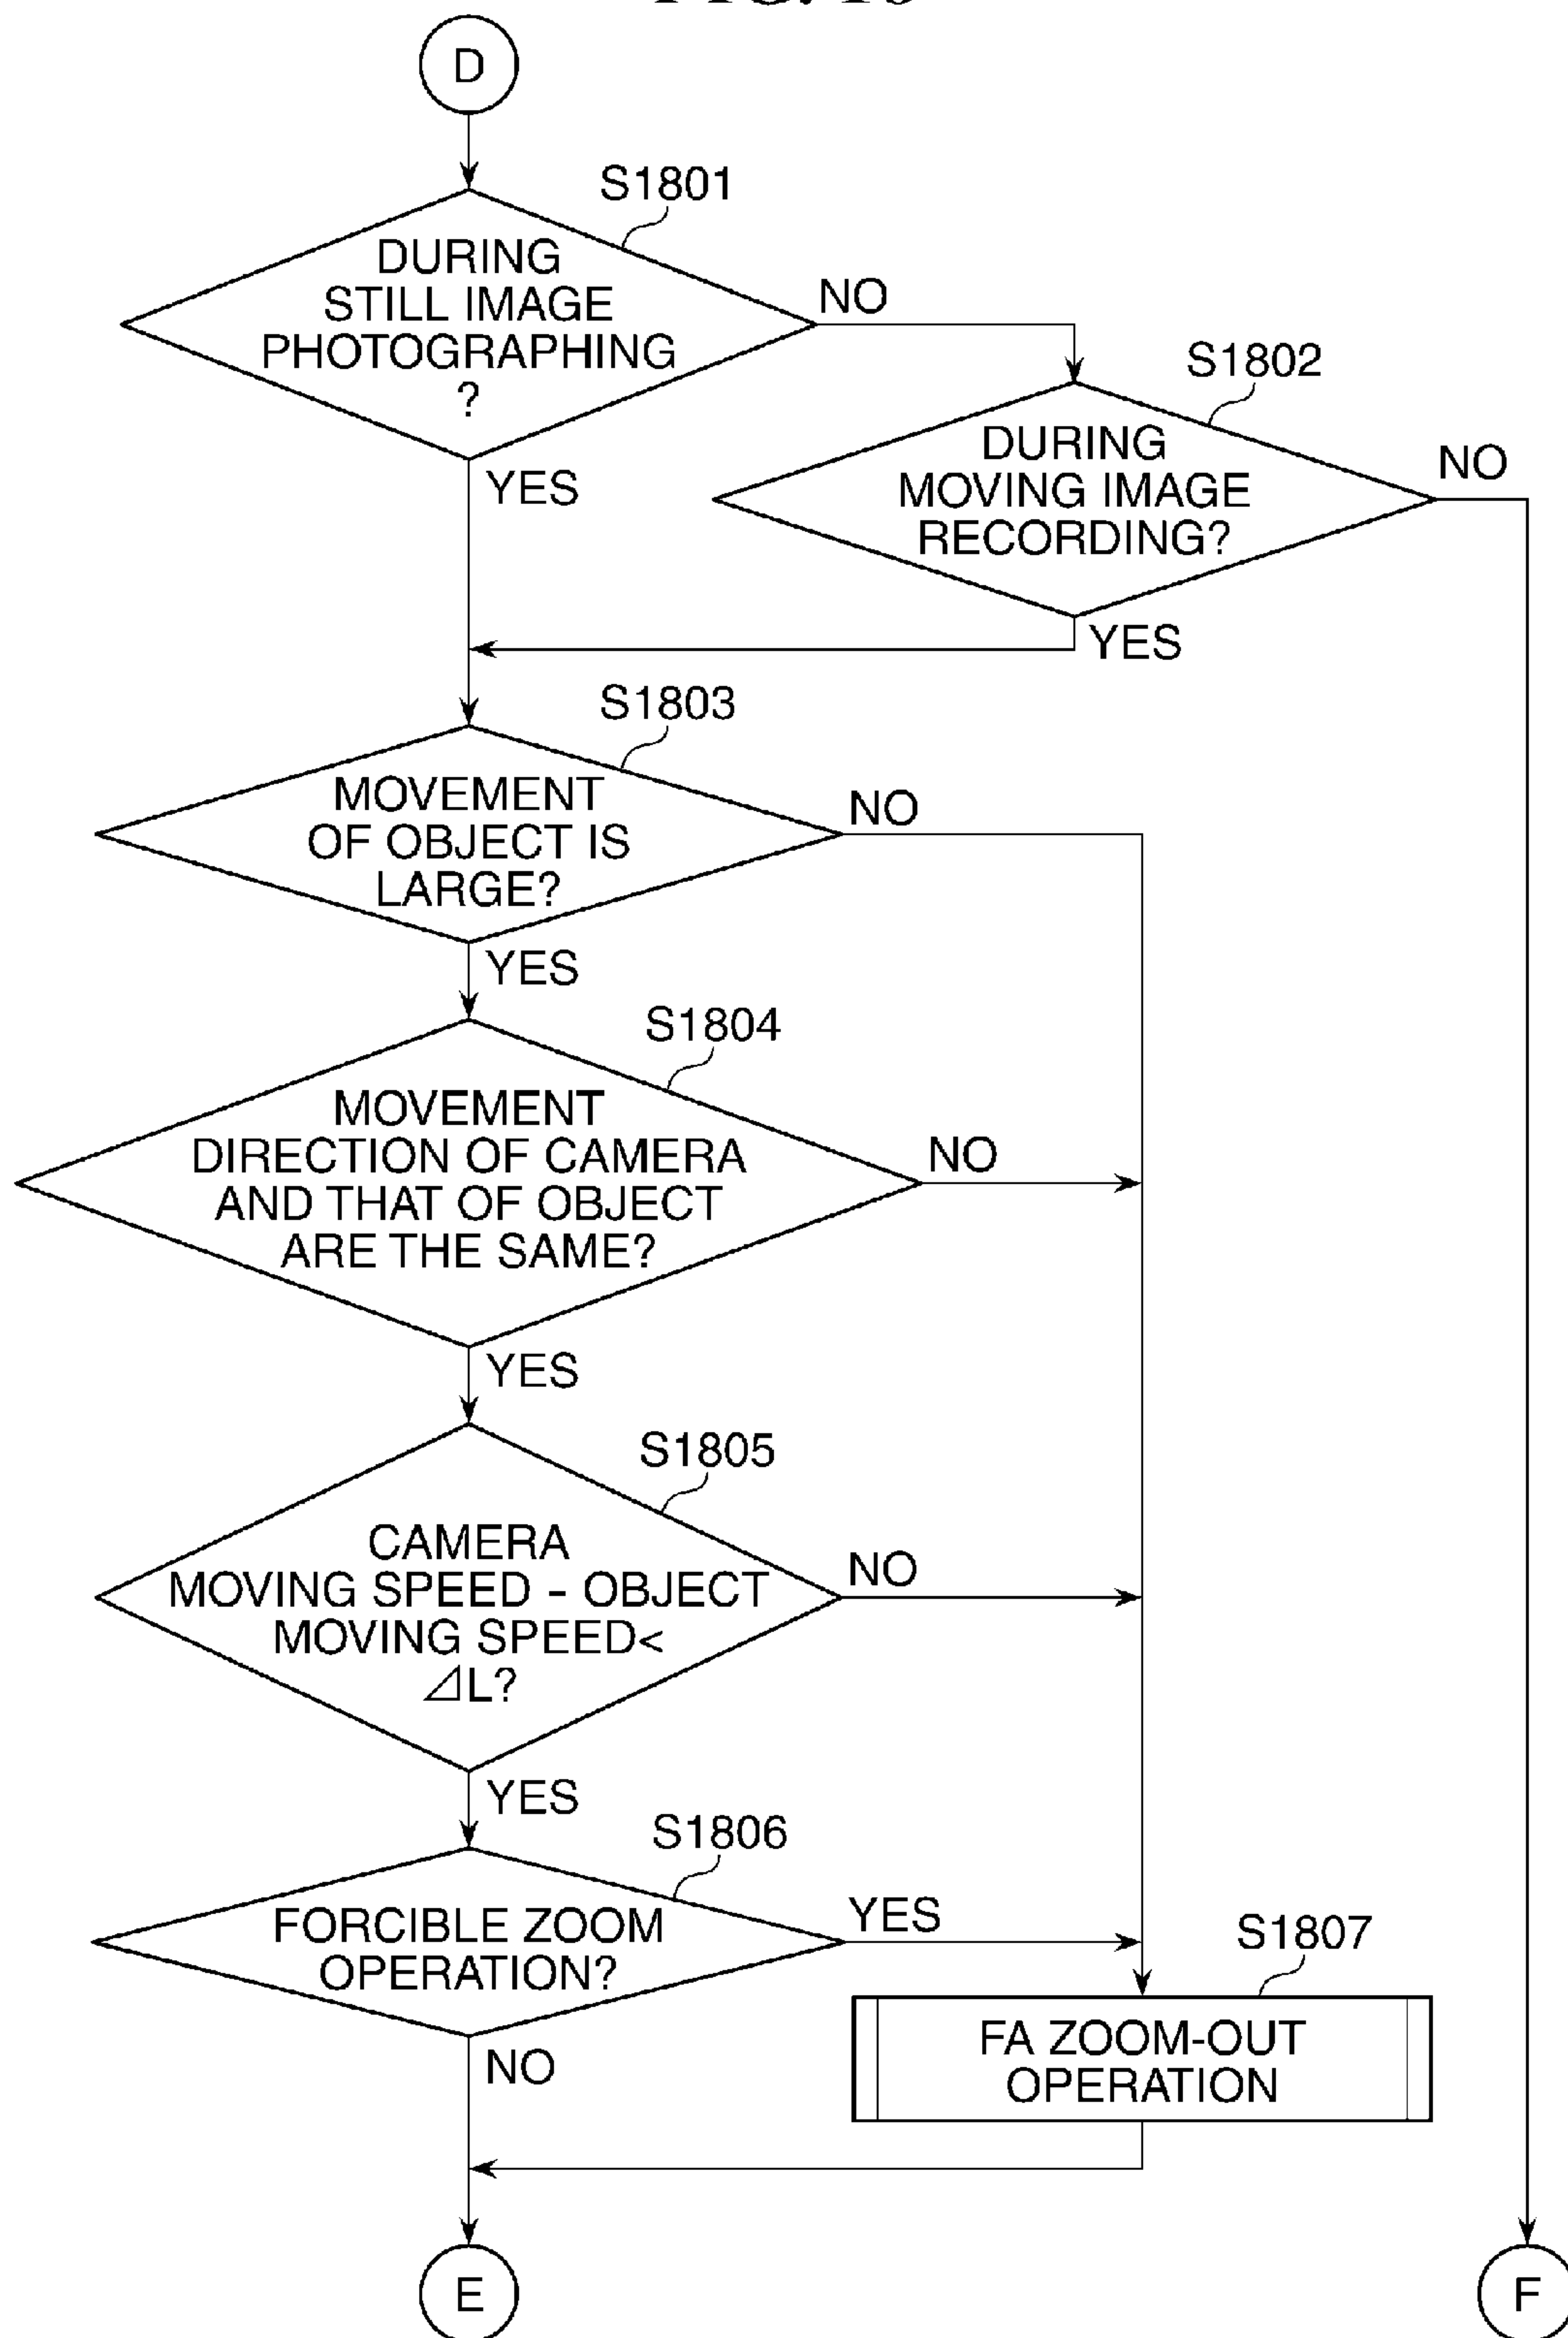 D
S1801
DURING
STILL IMAGE
PHOTOGRAPHING
?
NO
YES
S1802
DURING
MOVING IMAGE
RECORDING?
NO
YES
S1803
MOVEMENT
OF OBJECT IS
LARGE?
NO
YES
S1804
MOVEMENT
DIRECTION OF CAMERA
AND THAT OF OBJECT
ARE THE SAME?
NO
YES
S1805
CAMERA
MOVING SPEED - OBJECT
MOVING SPEED<
⊿L?
NO
YES
S1806
FORCIBLE ZOOM
OPERATION?
YES
NO
S1807
FA ZOOM-OUT
OPERATION
E
F